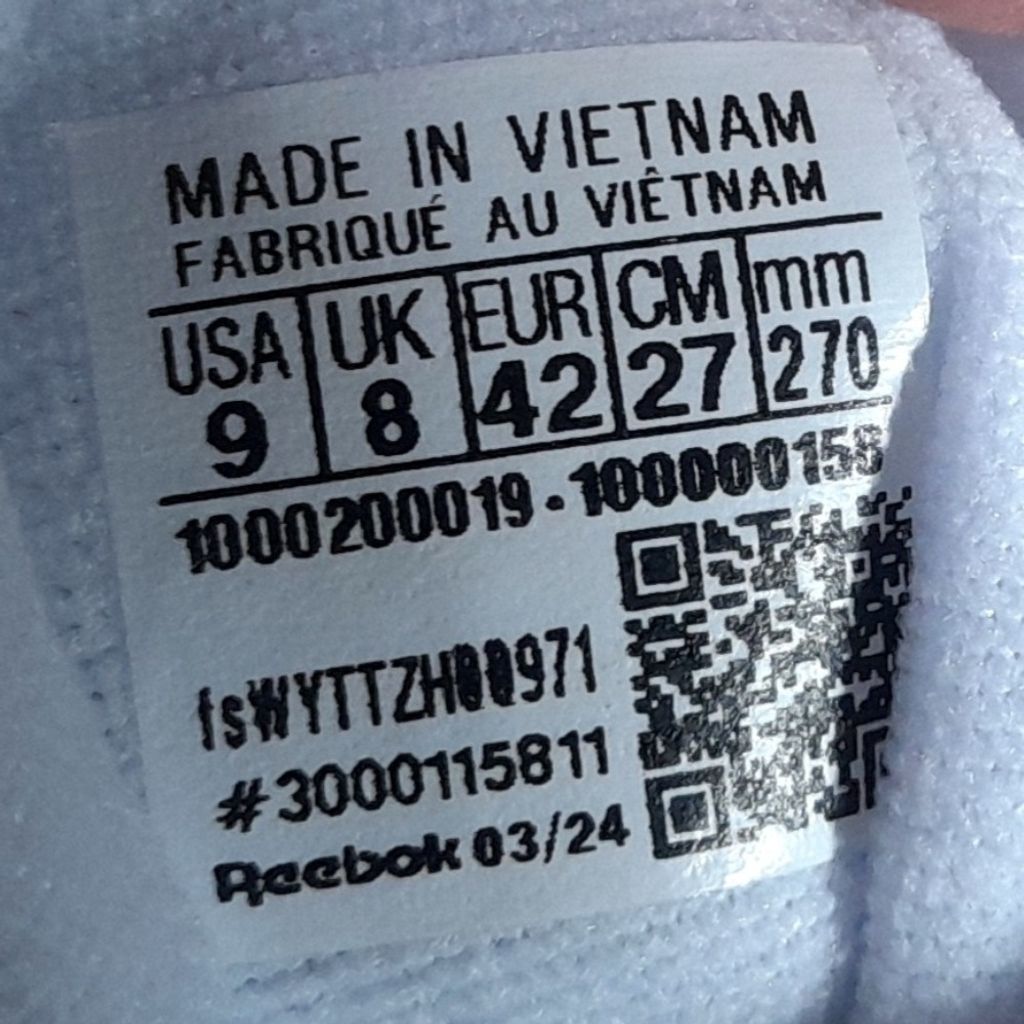 MADE IN VIETNAM
FABRIQUÉ AU VIÊTNAM
USA UK EUR CM mm
9 8 42 27 270
1000200019 - 100000158
fsWYTTZH00971
#3000115811
Reebok 03/24